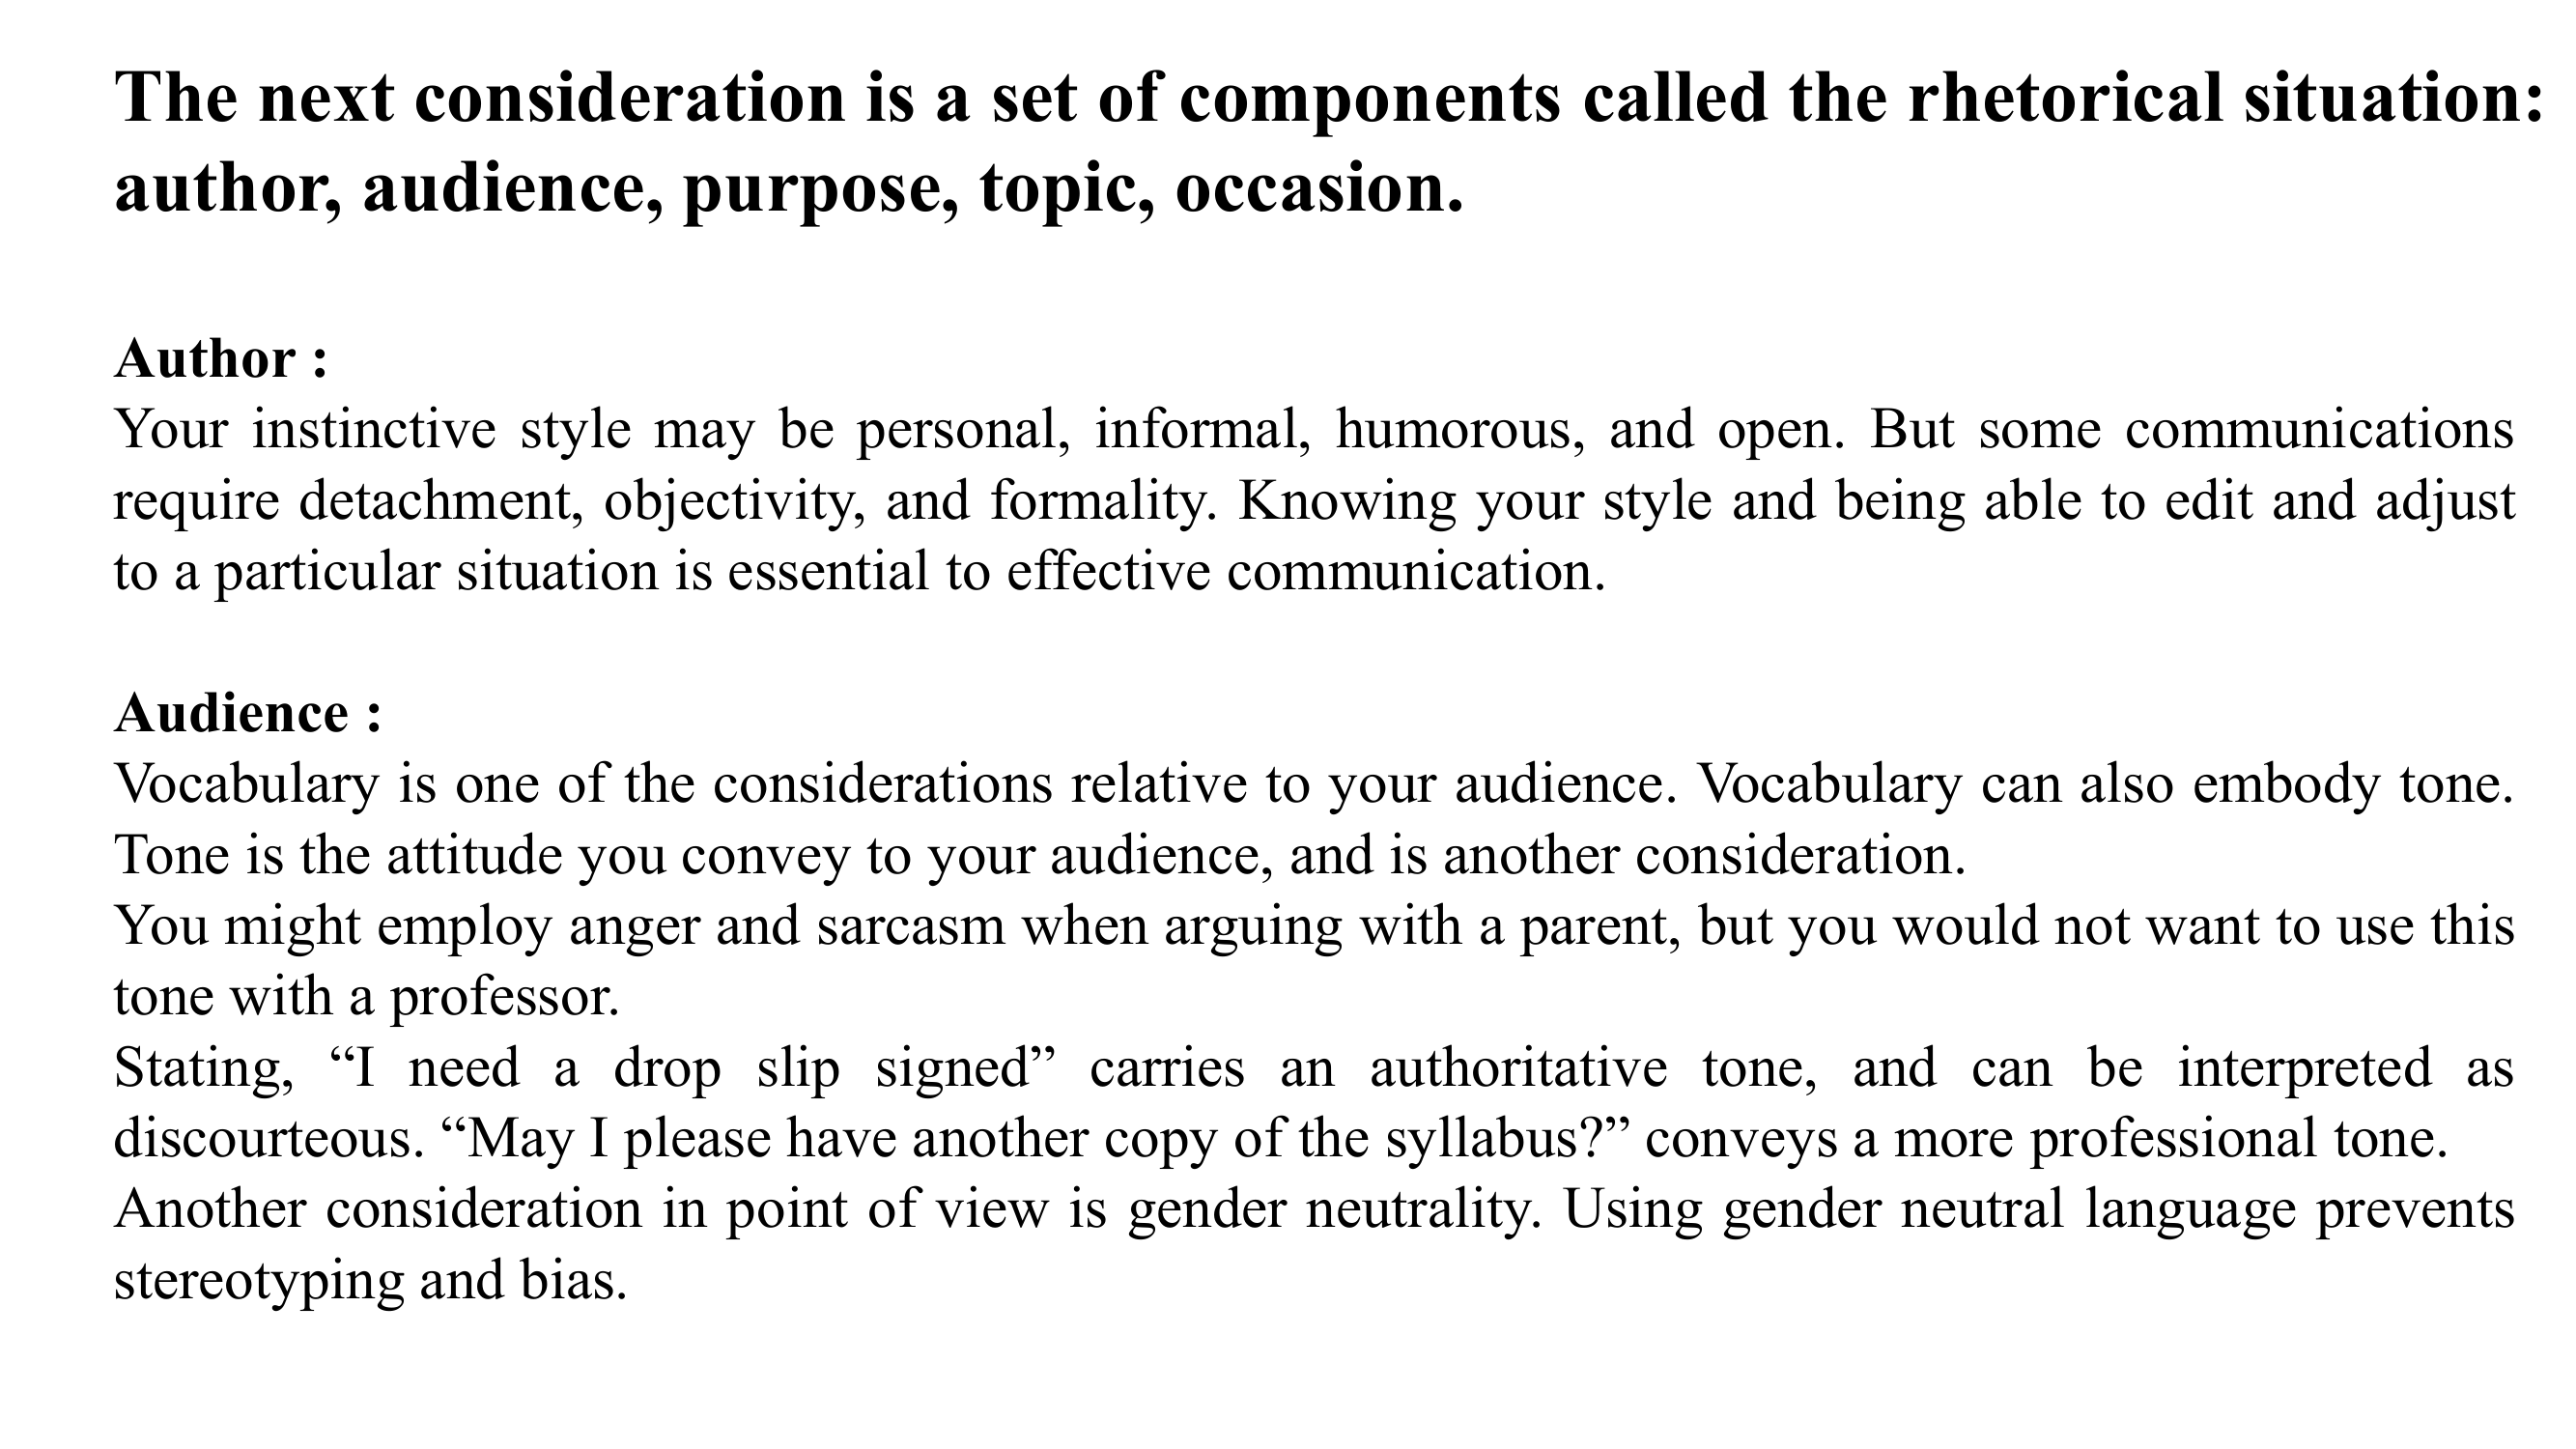 The next consideration is a set of components called the rhetorical situation:
author, audience, purpose, topic, occasion.
Author :
Your instinctive style may be personal, informal, humorous, and open. But some communications
require detachment, objectivity, and formality. Knowing your style and being able to edit and adjust
to a particular situation is essential to effective communication.
Audience :
Vocabulary is one of the considerations relative to your audience. Vocabulary can also embody tone.
Tone is the attitude you convey to your audience, and is another consideration.
You might employ anger and sarcasm when arguing with a parent, but you would not want to use this
tone with a professor.
Stating, “I need a drop slip signed” carries an authoritative tone, and can be interpreted as
discourteous. “May I please have another copy of the syllabus?” conveys a more professional tone.
Another consideration in point of view is gender neutrality. Using gender neutral language prevents
stereotyping and bias.